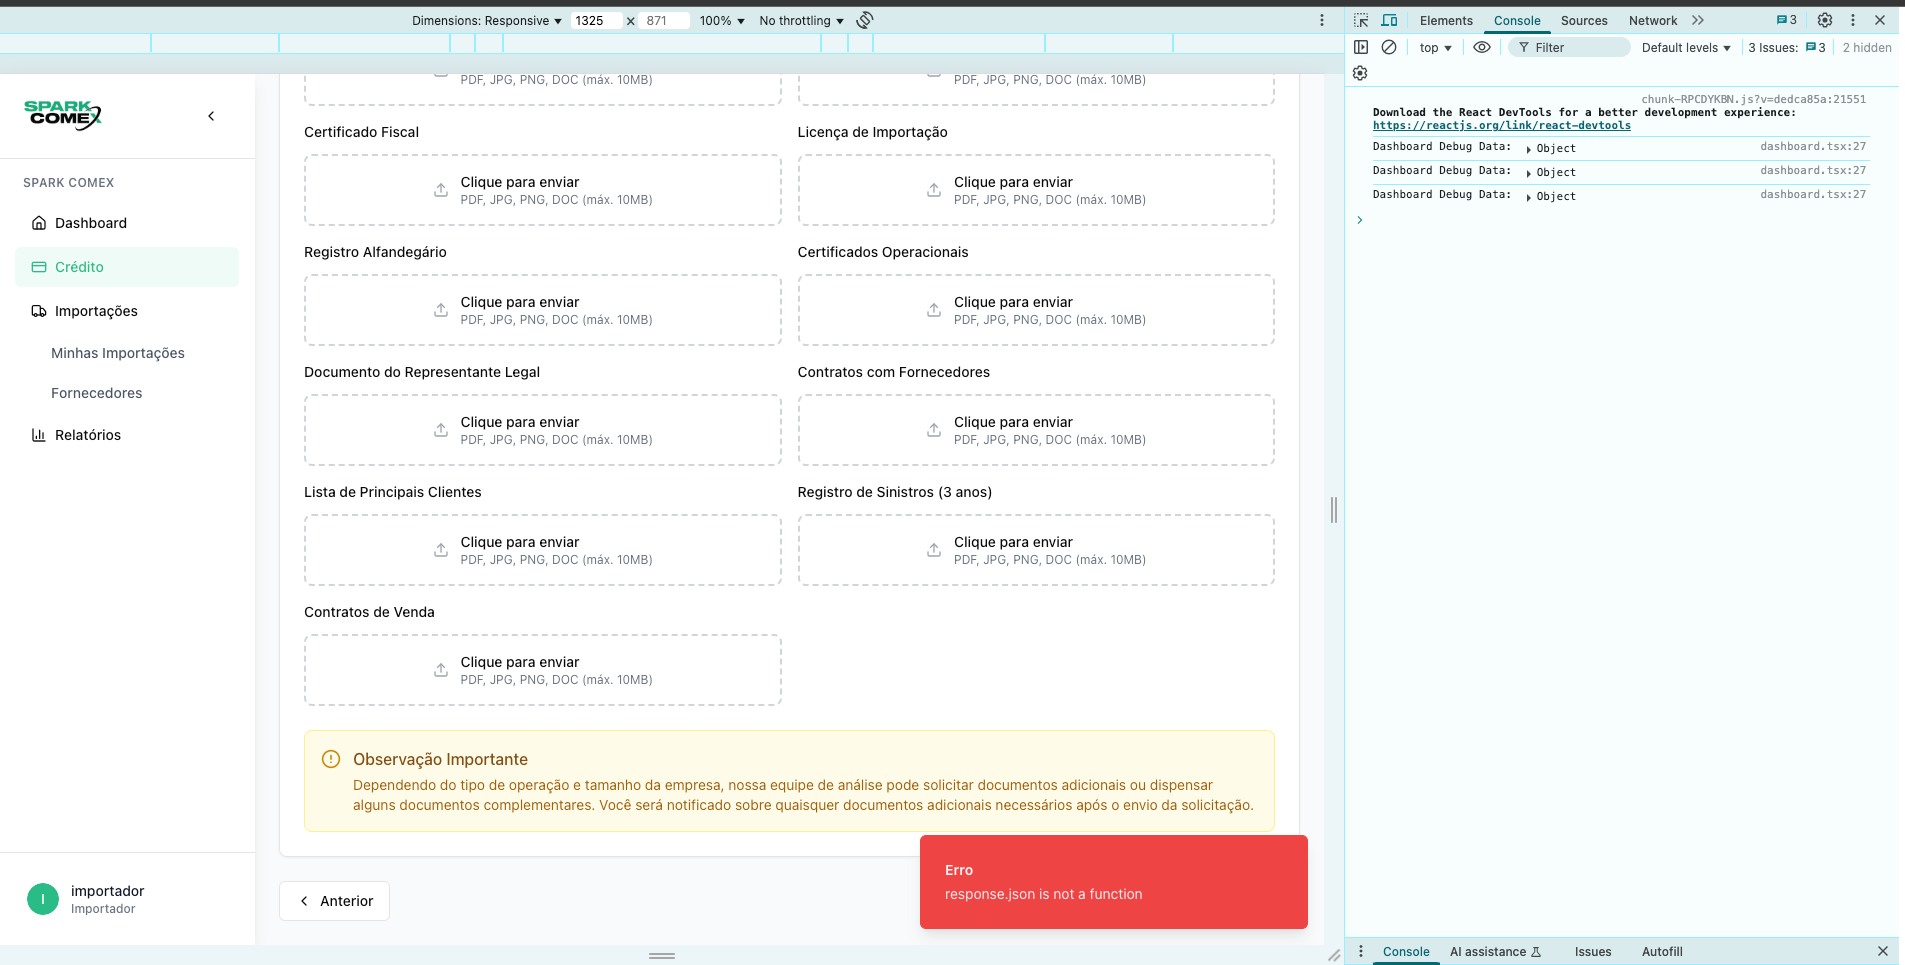 Dimensions: Responsive 1325 × 871 100% No throttling
Elements Console Sources Network 3
top Filter Default levels 3 Issues: 3 2 hidden
chunk-RPCDYKBN.js?v=dedca85a:21551
Download the React DevTools for a better development experience:
https://reactjs.org/link/react-devtools
Dashboard Debug Data: Object dashboard.tsx:27
Dashboard Debug Data: Object dashboard.tsx:27
Dashboard Debug Data: Object dashboard.tsx:27
SPARK
COMEX
SPARK COMEX
Dashboard
Crédito
Importações
Minhas Importações
Fornecedores
Relatórios
I
importador
Importador
PDF, JPG, PNG, DOC (máx. 10MB)
PDF, JPG, PNG, DOC (máx. 10MB)
Certificado Fiscal
Clique para enviar
PDF, JPG, PNG, DOC (máx. 10MB)
Licença de Importação
Clique para enviar
PDF, JPG, PNG, DOC (máx. 10MB)
Registro Alfandegário
Clique para enviar
PDF, JPG, PNG, DOC (máx. 10MB)
Certificados Operacionais
Clique para enviar
PDF, JPG, PNG, DOC (máx. 10MB)
Documento do Representante Legal
Clique para enviar
PDF, JPG, PNG, DOC (máx. 10MB)
Contratos com Fornecedores
Clique para enviar
PDF, JPG, PNG, DOC (máx. 10MB)
Lista de Principais Clientes
Clique para enviar
PDF, JPG, PNG, DOC (máx. 10MB)
Registro de Sinistros (3 anos)
Clique para enviar
PDF, JPG, PNG, DOC (máx. 10MB)
Contratos de Venda
Clique para enviar
PDF, JPG, PNG, DOC (máx. 10MB)
Observação Importante
Dependendo do tipo de operação e tamanho da empresa, nossa equipe de análise pode solicitar documentos adicionais ou dispensar
alguns documentos complementares. Você será notificado sobre quaisquer documentos adicionais necessários após o envio da solicitação.
Anterior
Erro
response.json is not a function
Console AI assistance Issues Autofill